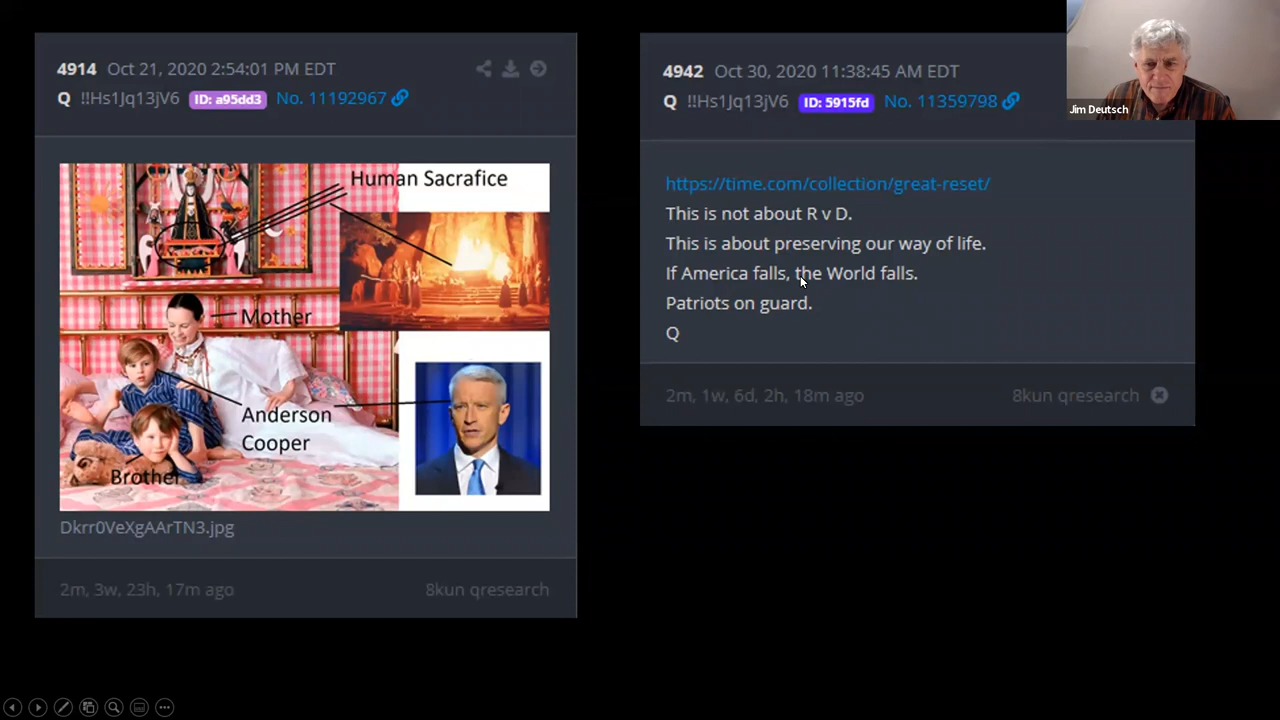 4914 Oct 21, 2020 2:54:01 PM EDT
Q !!Hs1Jq13jV6 ID: a95dd3 No. 11192967
Human Sacrafice
Mother
Anderson
Cooper
Brother
Dkrr0VeXgAArTN3.jpg
2m, 3w, 23h, 17m ago 8kun qresearch
4942 Oct 30, 2020 11:38:45 AM EDT
Q !!Hs1Jq13jV6 ID: 5915fd No. 11359798
https://time.com/collection/great-reset/
This is not about R v D.
This is about preserving our way of life.
If America falls, the World falls.
Patriots on guard.
Q
2m, 1w, 6d, 2h, 18m ago 8kun qresearch
Jim Deutsch